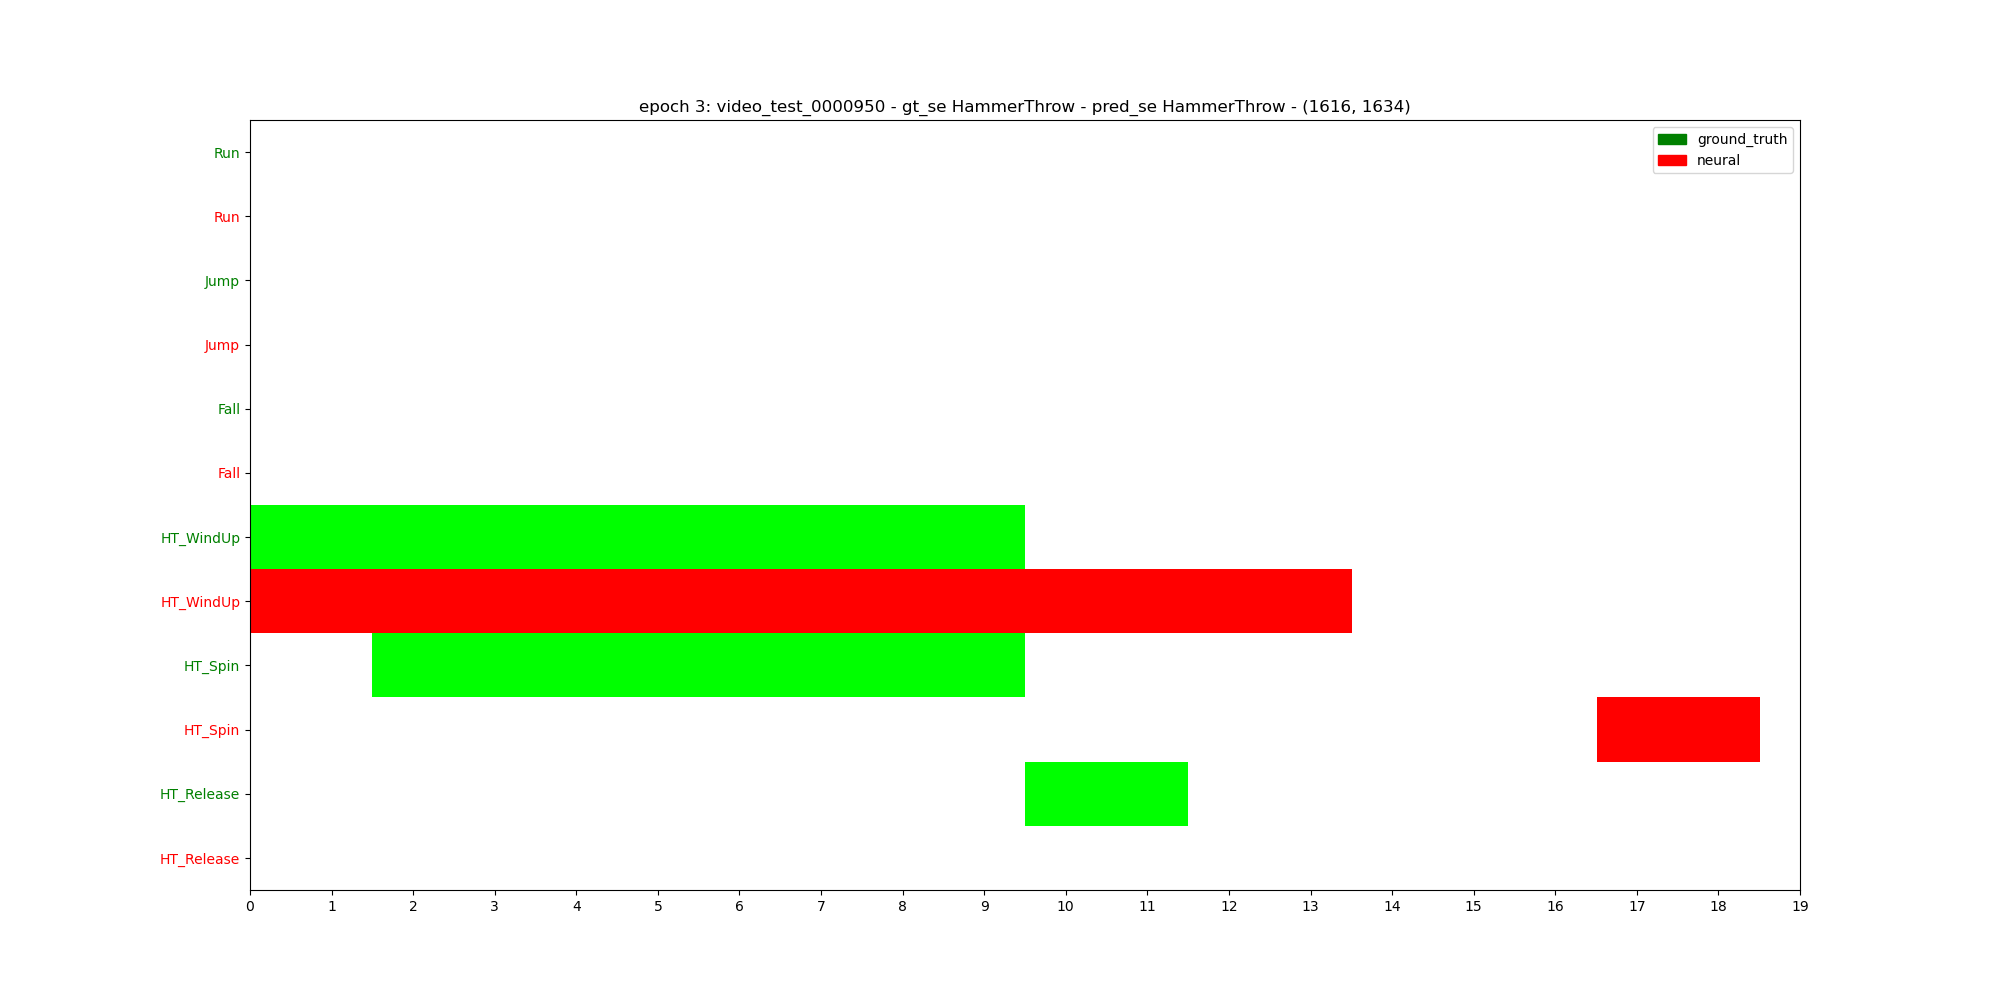 epoch 3: video_test_0000950 - gt_se HammerThrow - pred_se HammerThrow - (1616, 1634)
ground_truth
neural
Run
Run
Jump
Jump
Fall
Fall
HT_WindUp
HT_WindUp
HT_Spin
HT_Spin
HT_Release
HT_Release
0 1 2 3 4 5 6 7 8 9 10 11 12 13 14 15 16 17 18 19